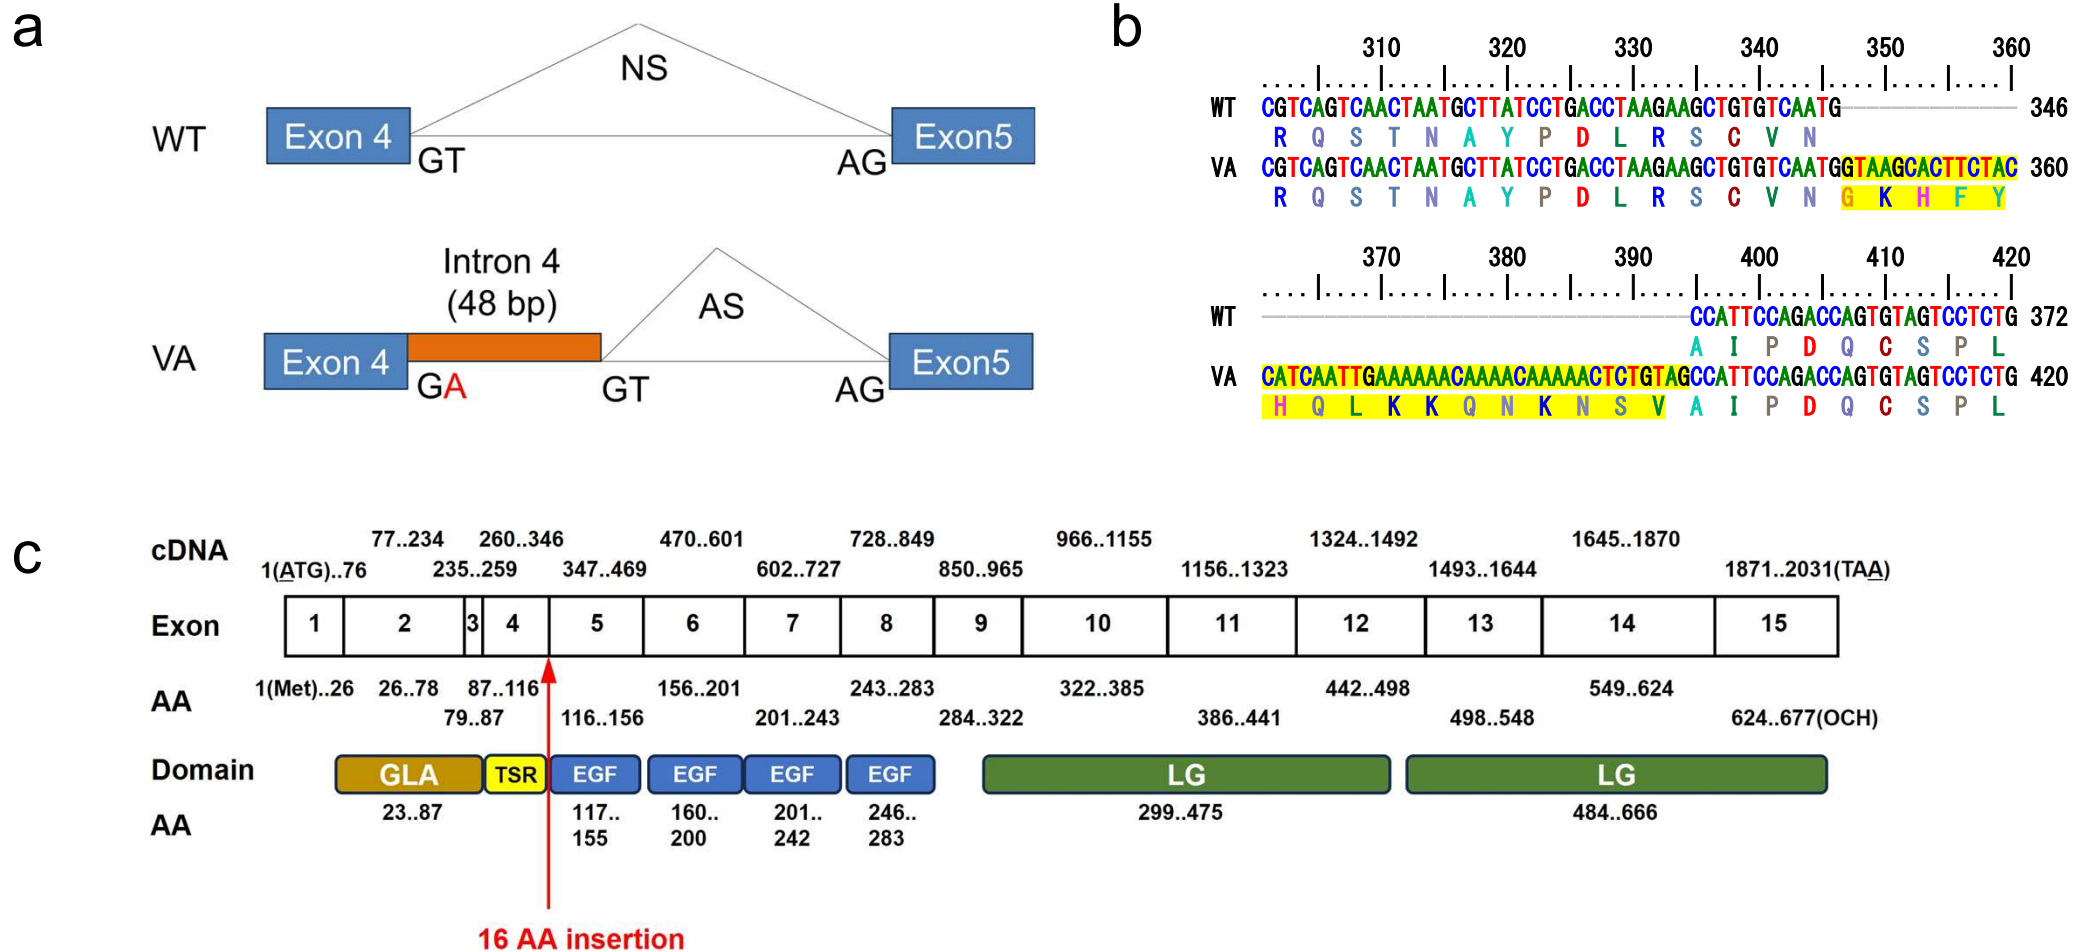 a
NS
WT
Exon 4
Exon5
GT
AG
Intron 4
(48 bp)
AS
VA
Exon 4
Exon5
GA
GT
AG
b
310 320 330 340 350 360
WT CGTCAGTCAACTAATGCTTATCCTGACCTAAGAAGCTGTGTCAATG-------------- 346
R Q S T N A Y P D L R S C V N
VA CGTCAGTCAACTAATGCTTATCCTGACCTAAGAAGCTGTGTCAATGGTAAGCACTTCTAC 360
R Q S T N A Y P D L R S C V N G K H F Y
370 380 390 400 410 420
WT ----------------------------------CCATTCCAGACCAGTGTAGTCCTCTG 372
A I P D Q C S P L
VA CATCAATTGAAAAAACAAAACAAAAACTCTGTAGCCATTCCAGACCAGTGTAGTCCTCTG 420
H Q L K K Q N K N S V A I P D Q C S P L
c
cDNA
77..234 260..346 470..601 728..849 966..1155 1324..1492 1645..1870
1(ATG)..76 235..259 347..469 602..727 850..965 1156..1323 1493..1644 1871..2031(TAA)
Exon 1 2 3 4 5 6 7 8 9 10 11 12 13 14 15
AA
1(Met)..26 26..78 87..116 156..201 243..283 322..385 442..498 549..624
79..87 116..156 201..243 284..322 386..441 498..548 624..677(OCH)
Domain GLA TSR EGF EGF EGF EGF LG LG
AA
23..87 117.. 160.. 201.. 246.. 299..475 484..666
155 200 242 283
16 AA insertion